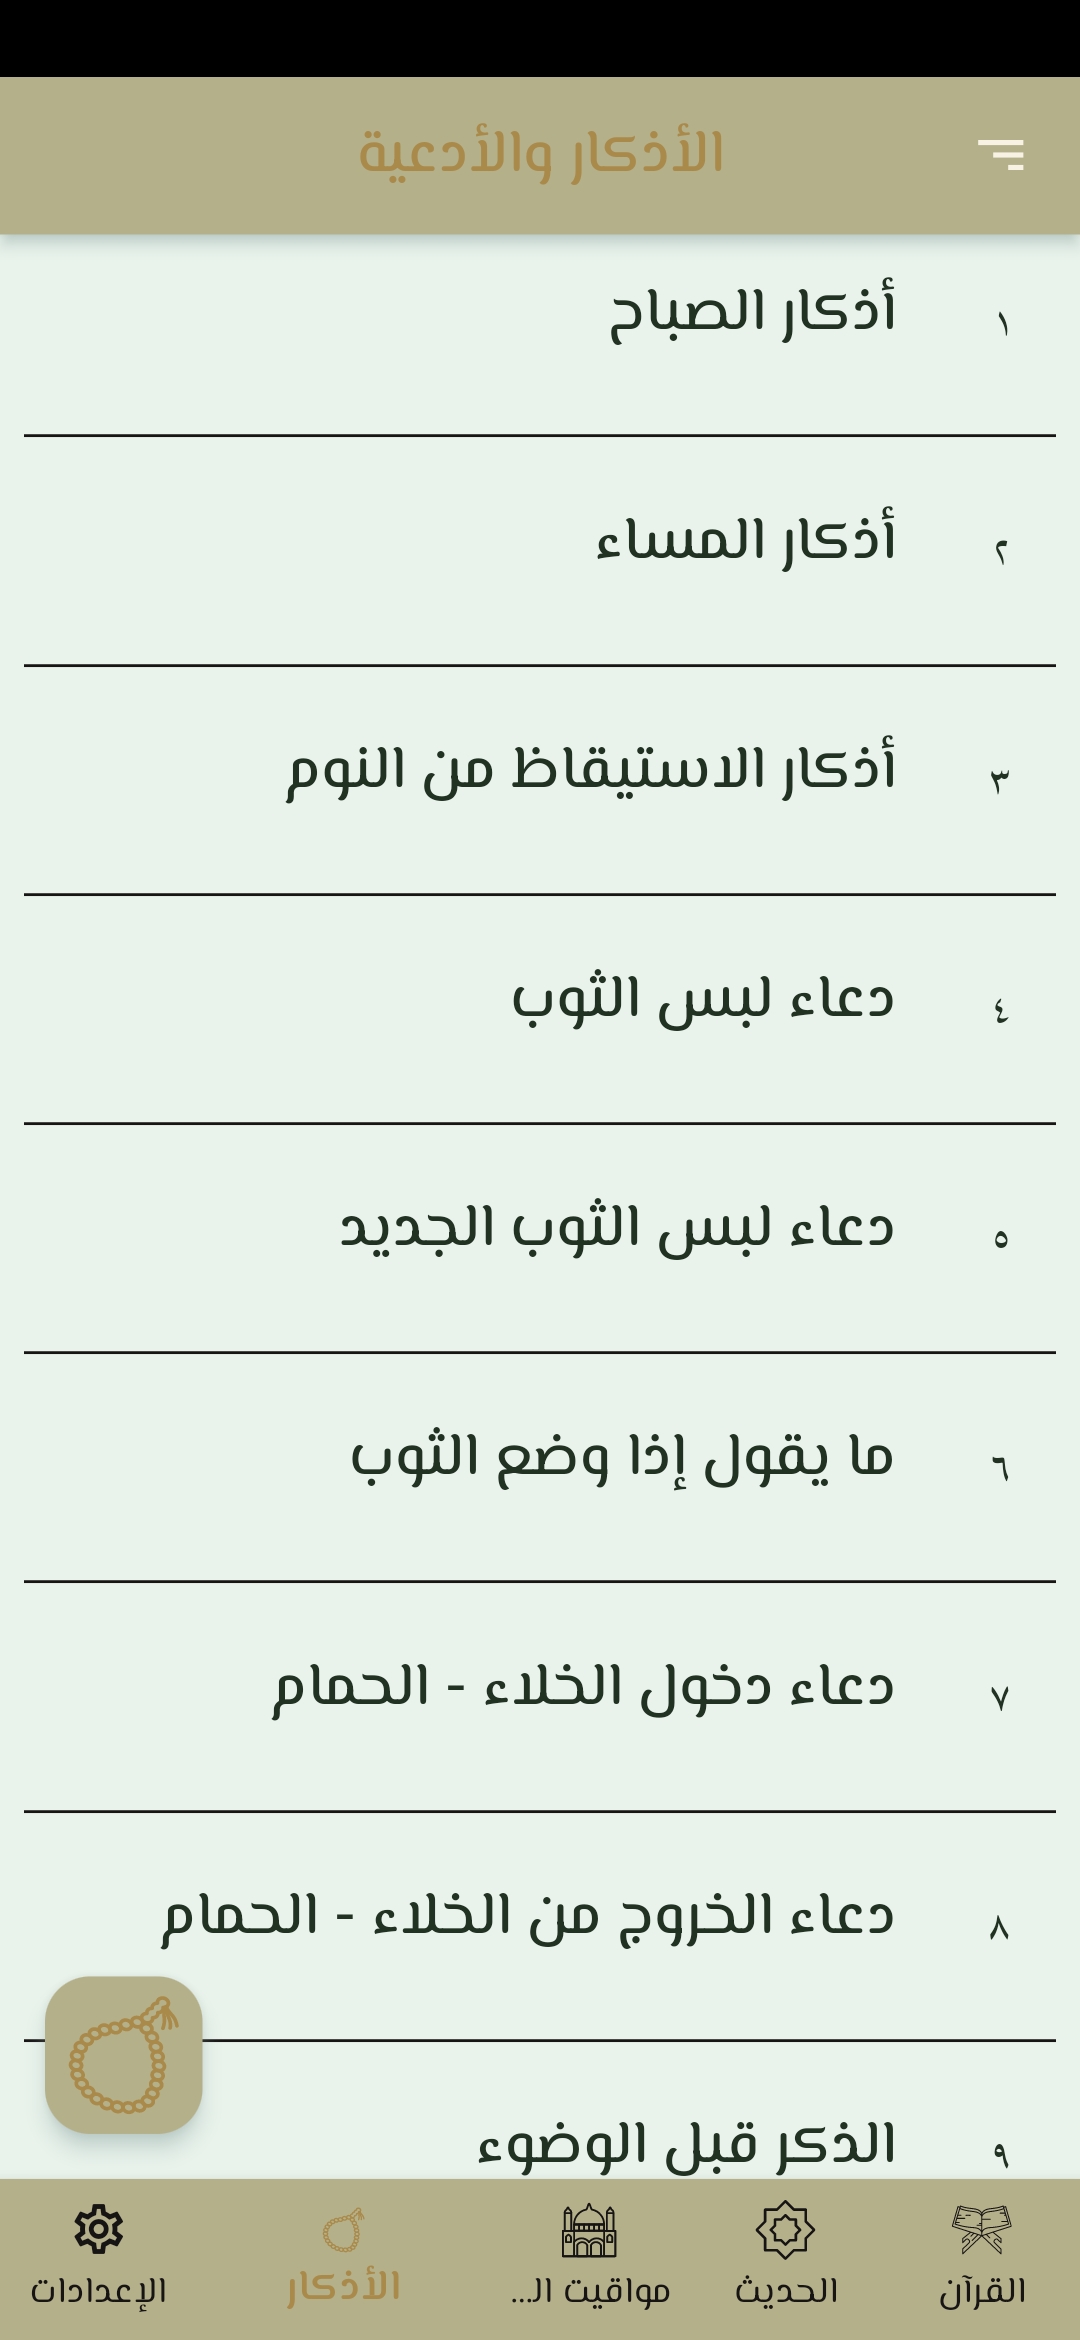 الأذكار والأدعية
١ أذكار الصباح
٢ أذكار المساء
٣ أذكار الاستيقاظ من النوم
٤ دعاء لبس الثوب
٥ دعاء لبس الثوب الجديد
٦ ما يقول إذا وضع الثوب
٧ دعاء دخول الخلاء - الحمام
٨ دعاء الخروج من الخلاء - الحمام
٩ الذكر قبل الوضوء
القرآن الحديث مواقيت الـ... الأذكار الإعدادات